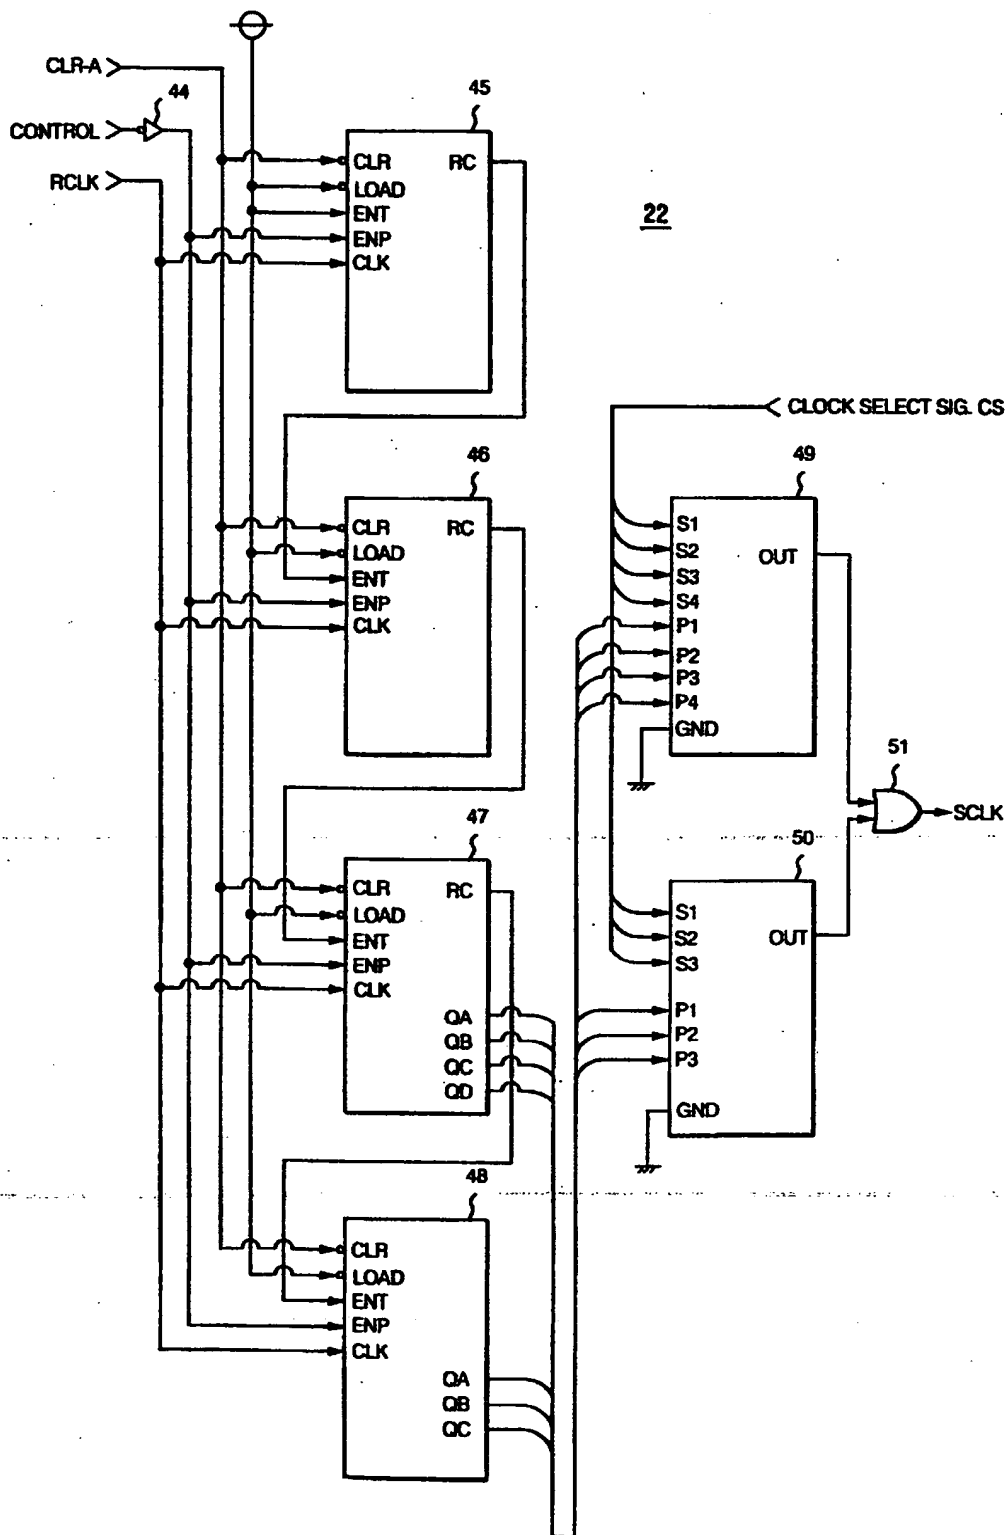 CLR-A
44
CONTROL
RCLK
45
CLR RC
LOAD
ENT
ENP
CLK
22
CLOCK SELECT SIG. CS
46
CLR RC
LOAD
ENT
ENP
CLK
49
S1
S2
OUT
S3
S4
P1
P2
P3
P4
GND
51
SCLK
47
CLR RC
LOAD
ENT
ENP
CLK
QA
QB
QC
QD
50
S1
S2
OUT
S3
P1
P2
P3
GND
48
CLR
LOAD
ENT
ENP
CLK
QA
QB
QC